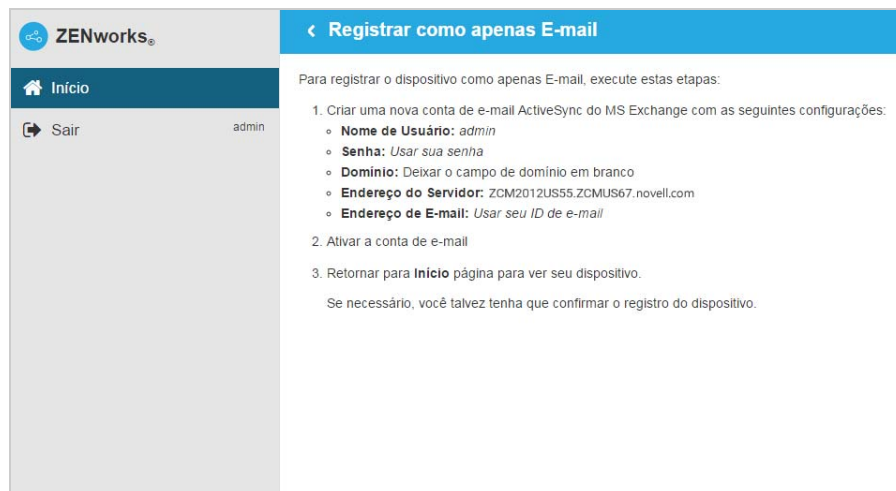 ZENworks®
Início
Sair
admin
‹ Registrar como apenas E-mail
Para registrar o dispositivo como apenas E-mail, execute estas etapas:
1. Criar uma nova conta de e-mail ActiveSync do MS Exchange com as seguintes configurações:
◦ Nome de Usuário: admin
◦ Senha: Usar sua senha
◦ Domínio: Deixar o campo de domínio em branco
◦ Endereço do Servidor: ZCM2012US55.ZCMUS67.novell.com
◦ Endereço de E-mail: Usar seu ID de e-mail
2. Ativar a conta de e-mail
3. Retornar para Início página para ver seu dispositivo.
Se necessário, você talvez tenha que confirmar o registro do dispositivo.